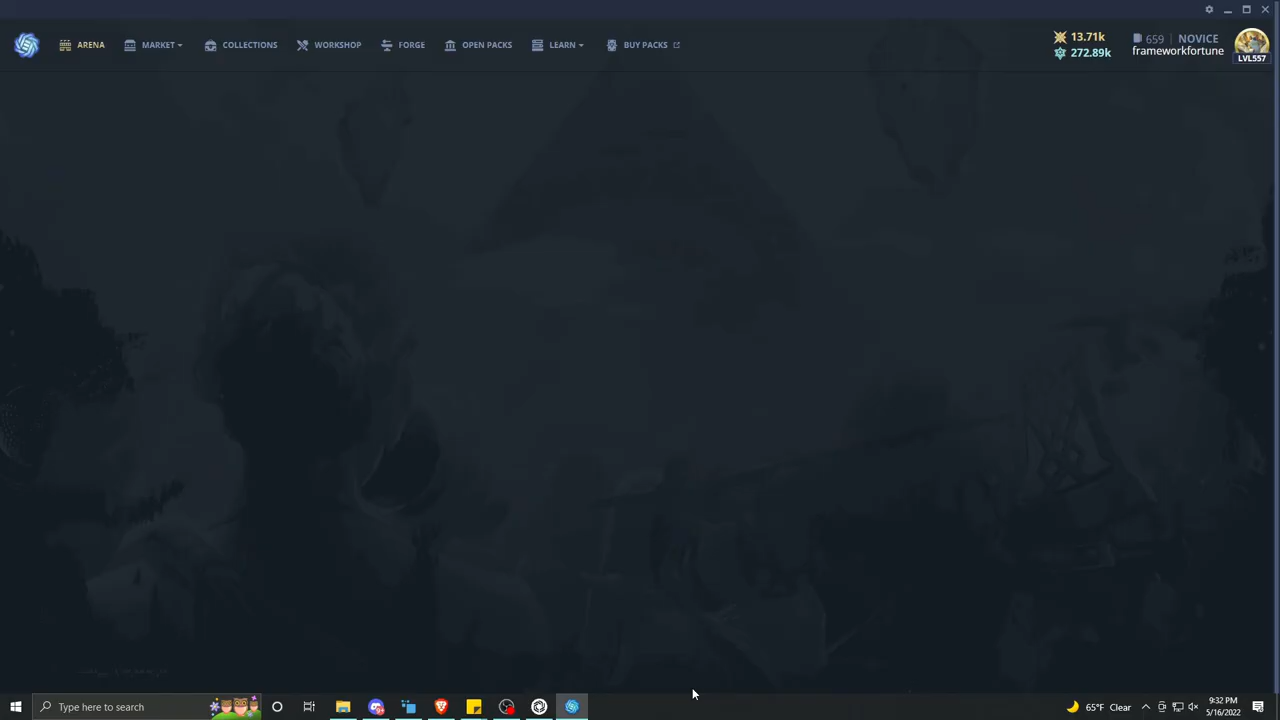 ARENA MARKET COLLECTIONS WORKSHOP FORGE OPEN PACKS LEARN BUY PACKS
13.71k
272.89k
659 | NOVICE
frameworkfortune
LVL557
Type here to search
65°F Clear
9:32 PM
5/16/2022